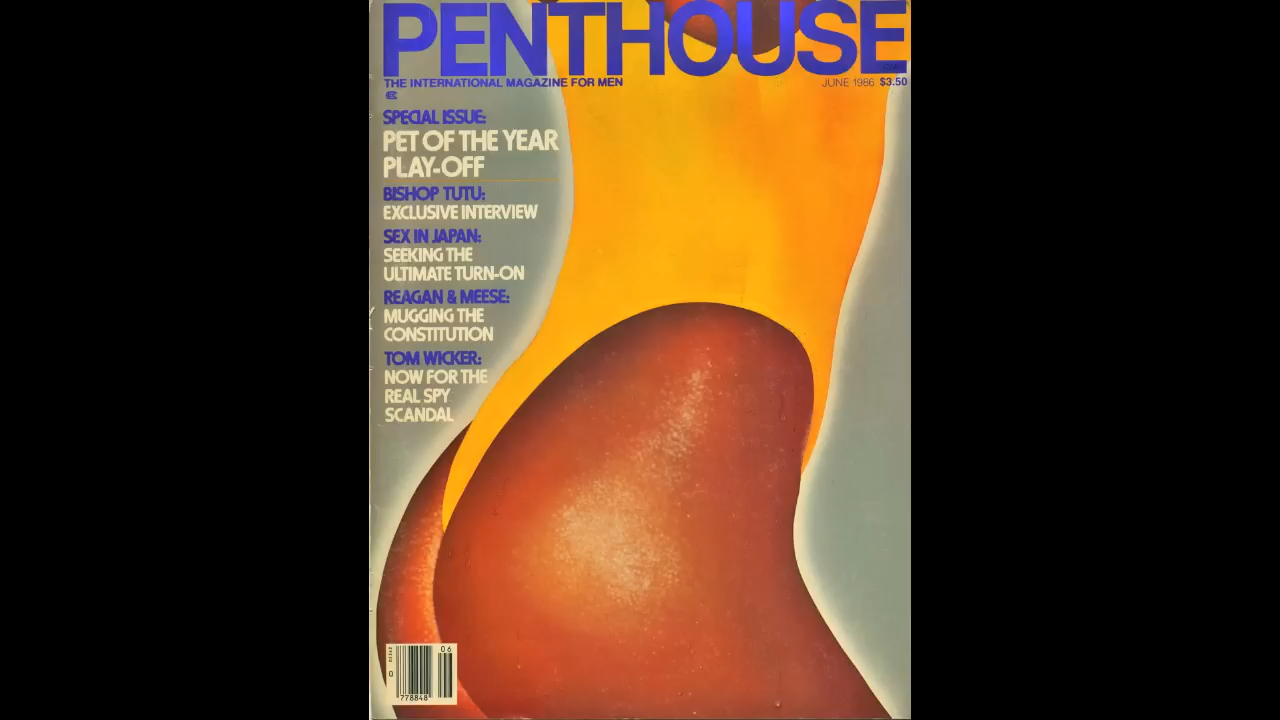 PENTHOUSE
THE INTERNATIONAL MAGAZINE FOR MEN
JUNE 1986 $3.50
SPECIAL ISSUE:
PET OF THE YEAR
PLAY-OFF
BISHOP TUTU:
EXCLUSIVE INTERVIEW
SEX IN JAPAN:
SEEKING THE
ULTIMATE TURN-ON
REAGAN & MEESE:
MUGGING THE
CONSTITUTION
TOM WICKER:
NOW FOR THE
REAL SPY
SCANDAL
06
0
778848